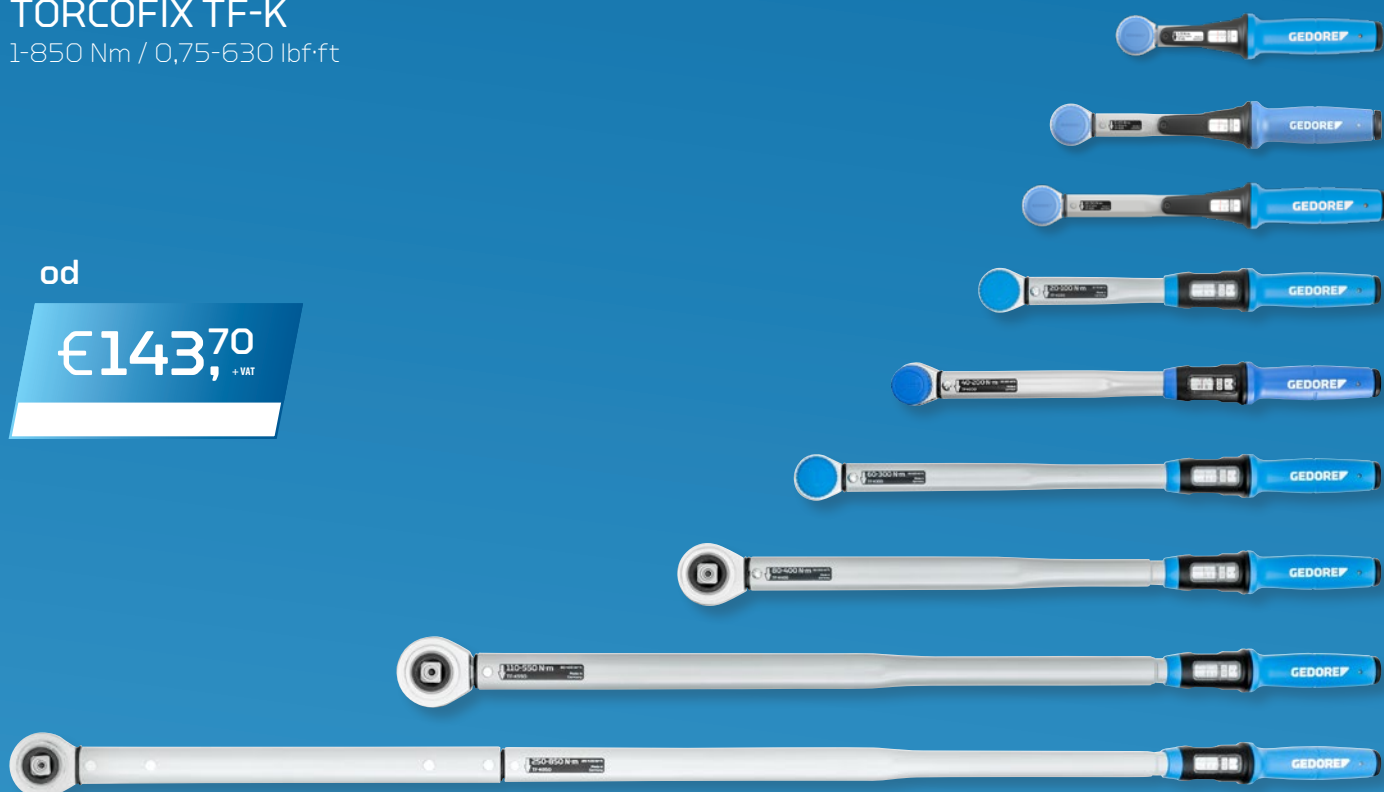 TORCOFIX TF-K
1-850 Nm / 0,75-630 lbf·ft
od
€143,70
+ VAT
GEDORE
GEDORE
GEDORE
20-100 N·m
GEDORE
40-200 N·m
GEDORE
60-300 N·m
GEDORE
80-400 N·m
GEDORE
110-550 N·m
GEDORE
250-850 N·m
GEDORE